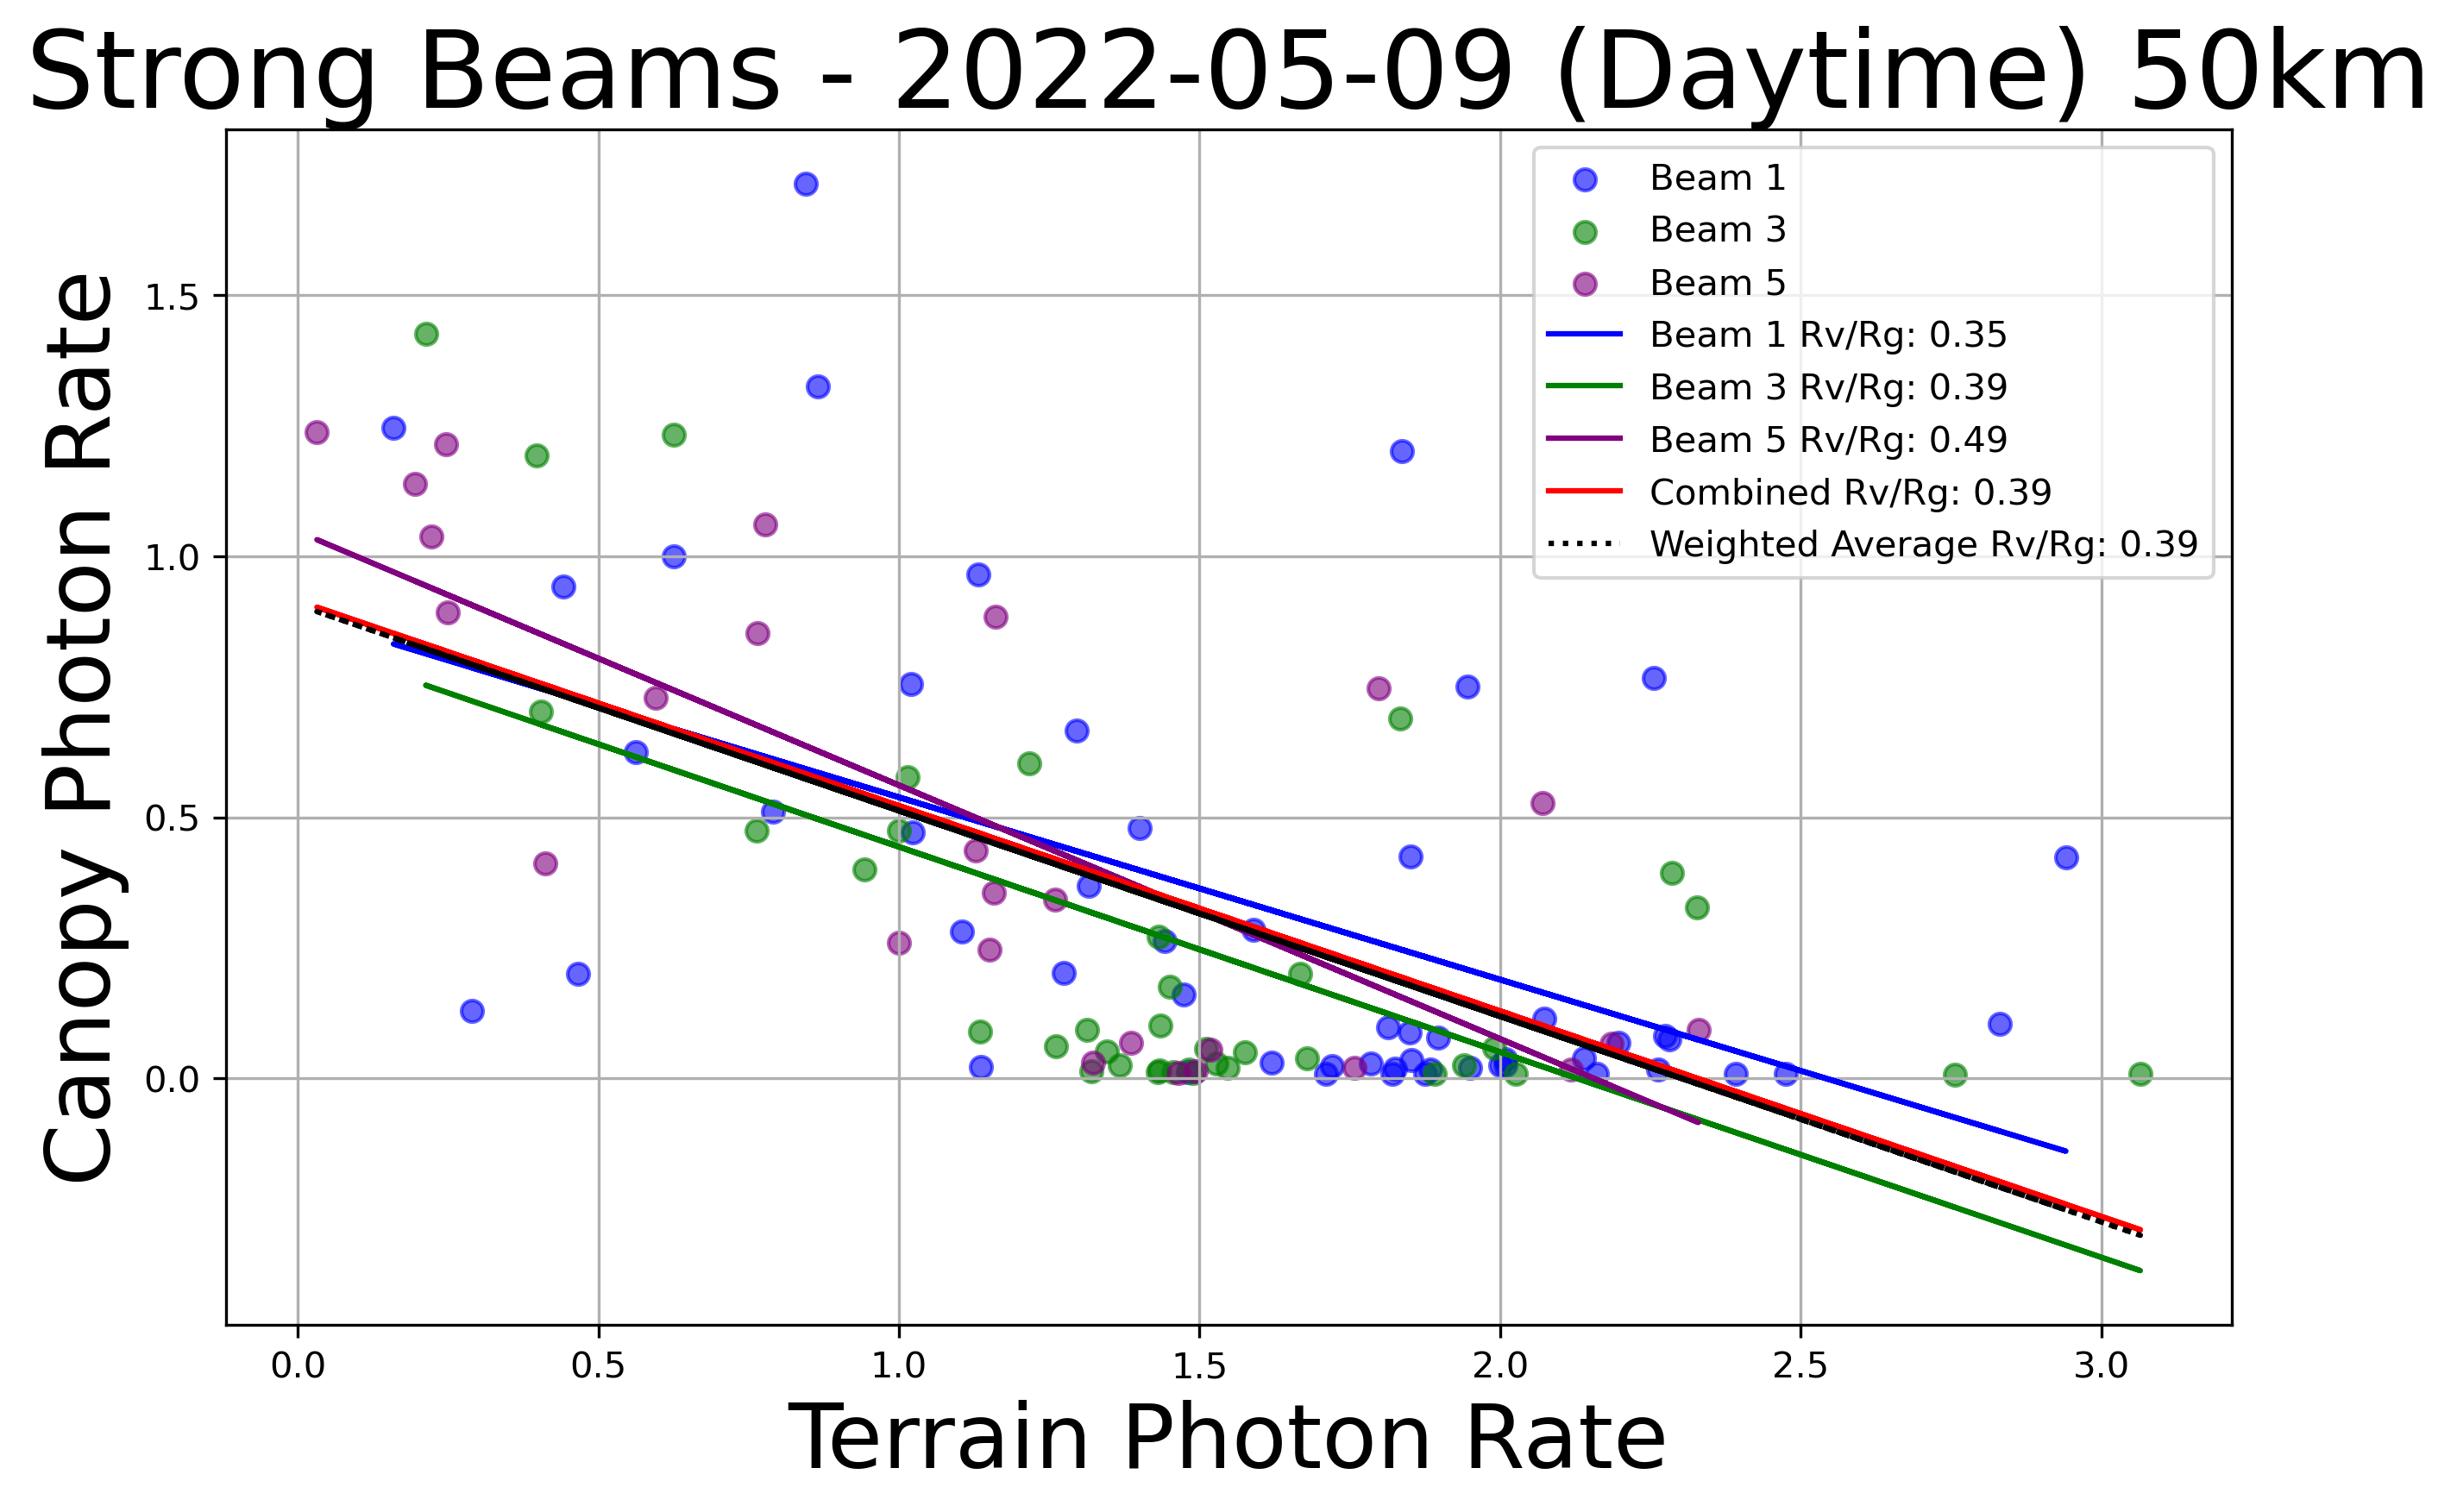 Strong Beams - 2022-05-09 (Daytime) 50km
Canopy Photon Rate
1.5
1.0
0.5
0.0
Beam 1
Beam 3
Beam 5
Beam 1 Rv/Rg: 0.35
Beam 3 Rv/Rg: 0.39
Beam 5 Rv/Rg: 0.49
Combined Rv/Rg: 0.39
Weighted Average Rv/Rg: 0.39
0.0 0.5 1.0 1.5 2.0 2.5 3.0
Terrain Photon Rate